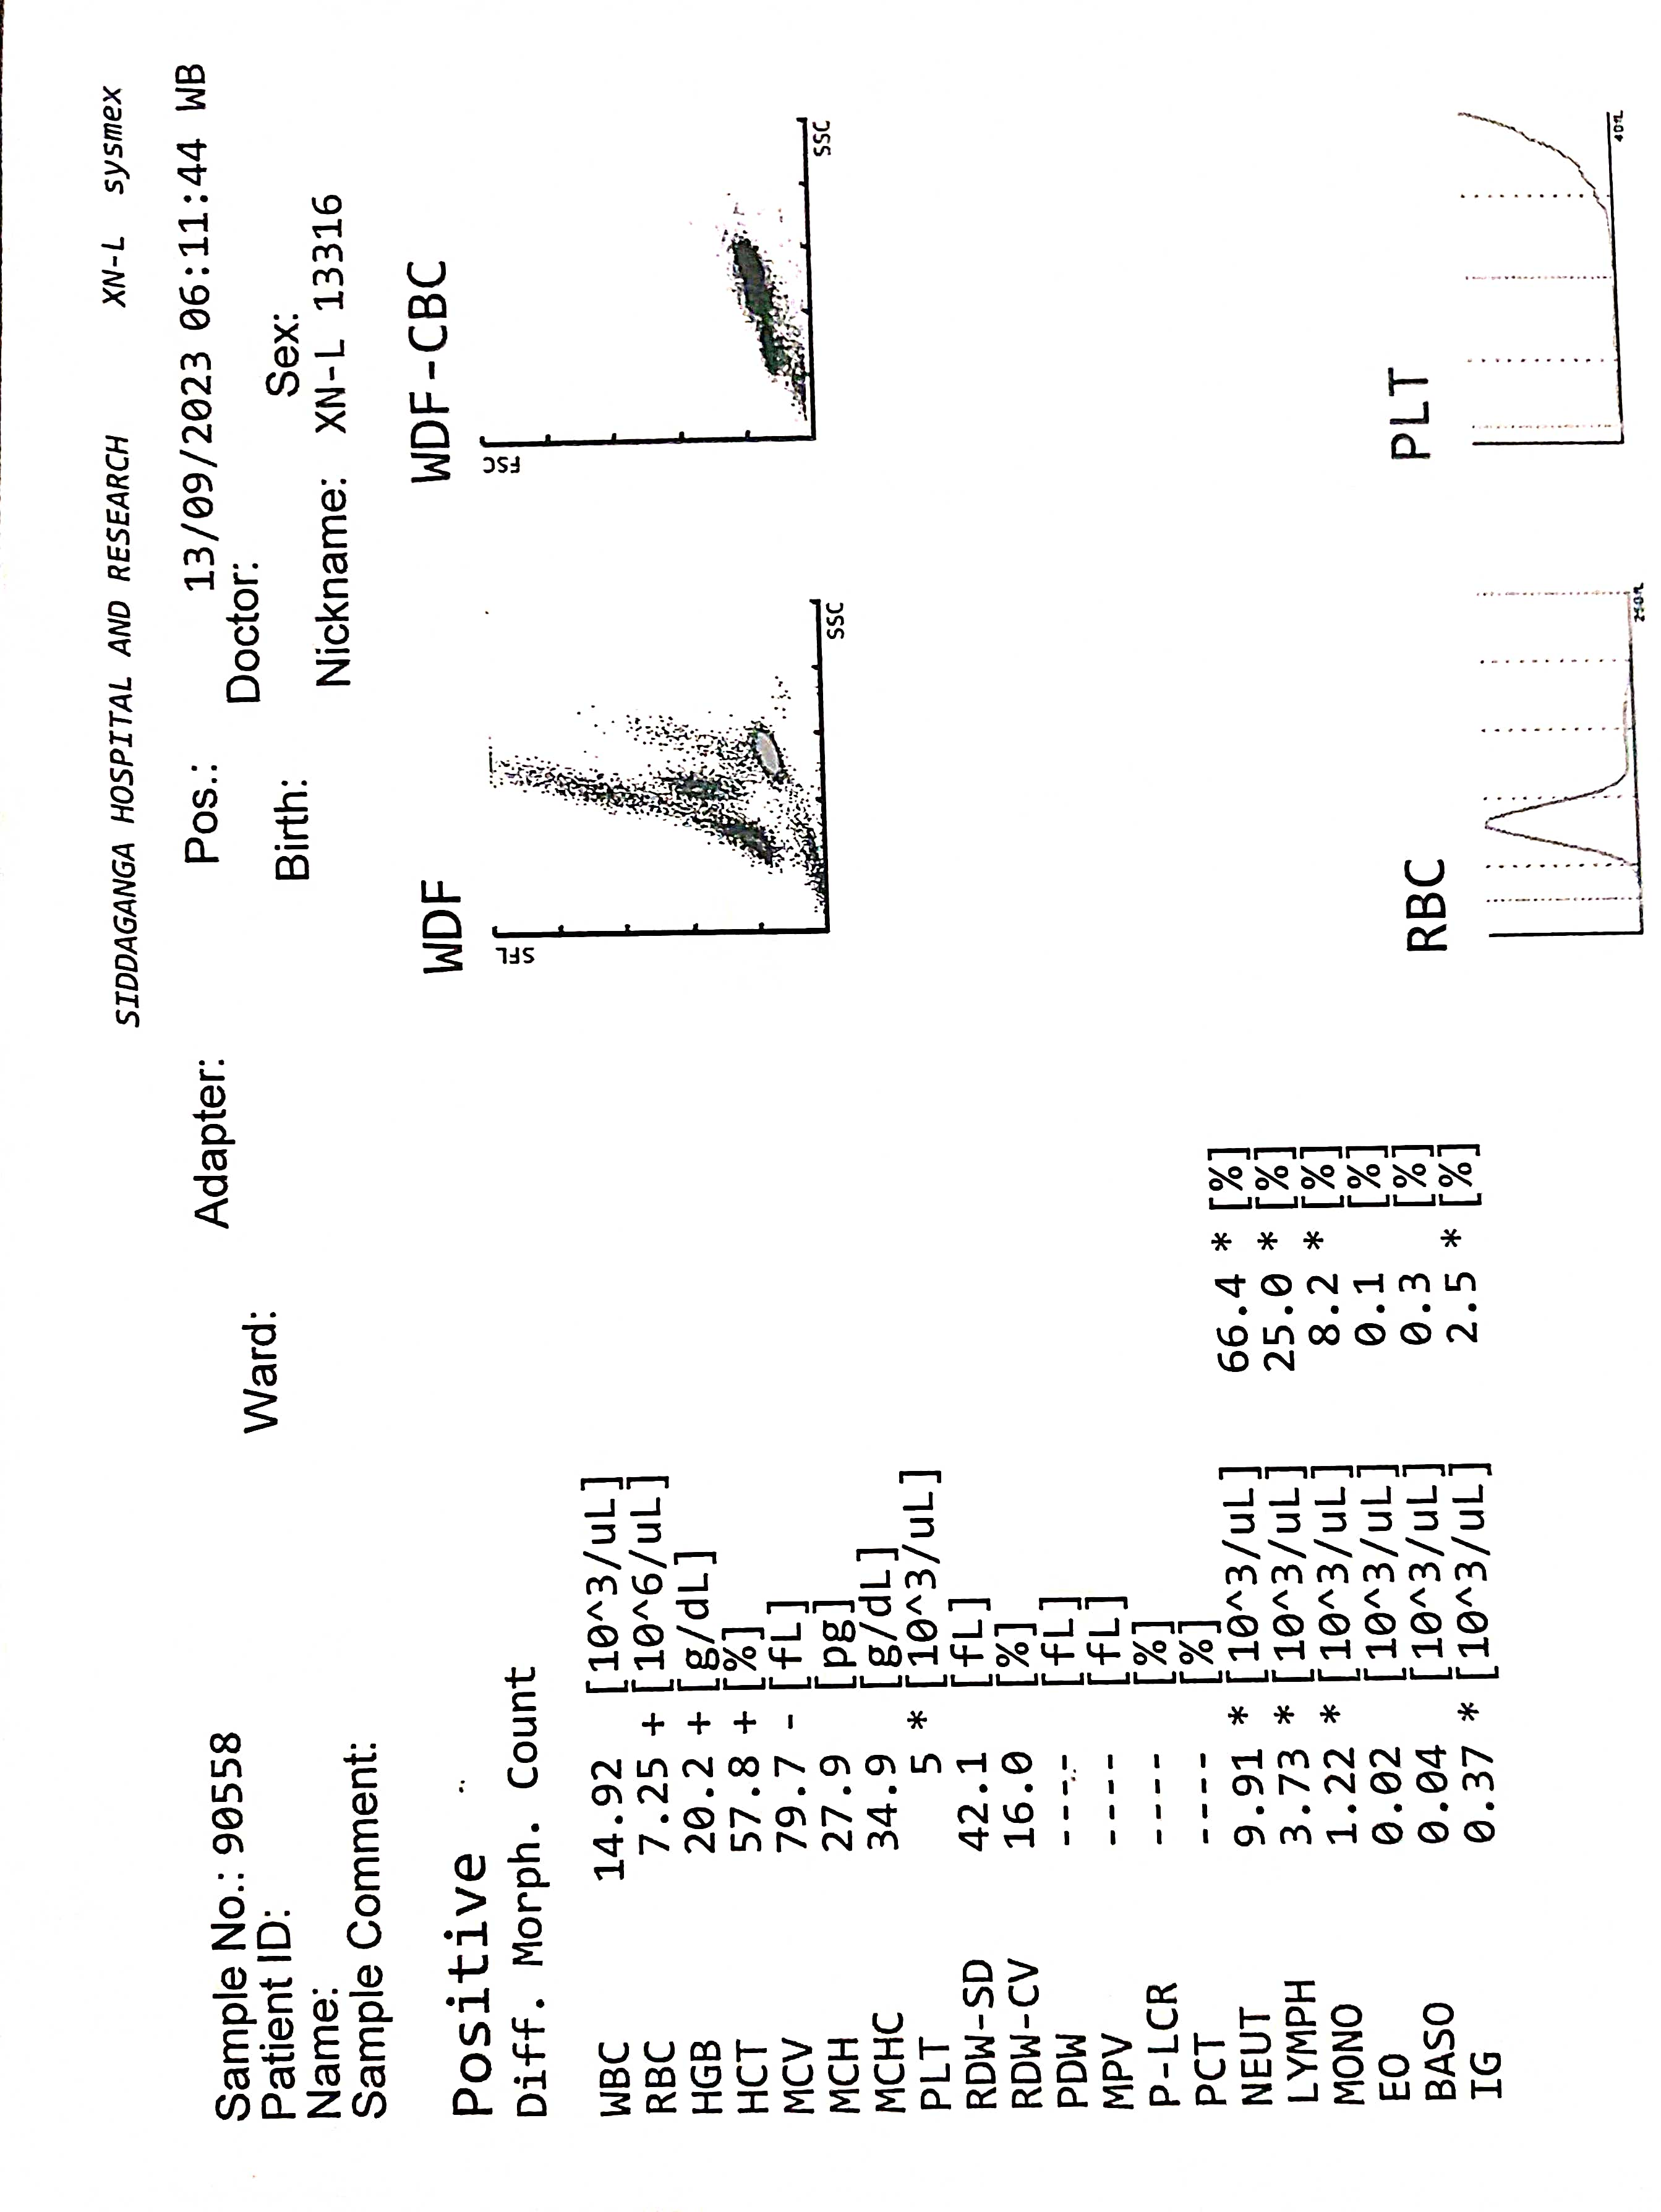 SIDDAGANGA HOSPITAL AND RESEARCH XN-L sysmex
Sample No.: 90558 Adapter: Pos.: 13/09/2023 06:11:44 WB
Patient ID: Ward: Doctor:
Name: Birth: Sex:
Sample Comment: Nickname: XN-L 13316
Positive
Diff. Morph. Count
WDF WDF-CBC
SFL SSC
FSC SSC
WBC 14.92 [10^3/uL]
RBC 7.25 + [10^6/uL]
HGB 20.2 + [g/dL]
HCT 57.8 + [%]
MCV 79.7 - [fL]
MCH 27.9 [pg]
MCHC 34.9 [g/dL]
PLT 5 * [10^3/uL]
RDW-SD 42.1 [fL]
RDW-CV 16.0 [%]
PDW ---- [fL]
MPV ---- [fL]
P-LCR ---- [%]
PCT ---- [%]
NEUT 9.91 * [10^3/uL] 66.4 * [%]
LYMPH 3.73 * [10^3/uL] 25.0 * [%]
MONO 1.22 * [10^3/uL] 8.2 * [%]
EO 0.02 [10^3/uL] 0.1 [%]
BASO 0.04 [10^3/uL] 0.3 [%]
IG 0.37 * [10^3/uL] 2.5 * [%]
RBC PLT
250fL 40fL